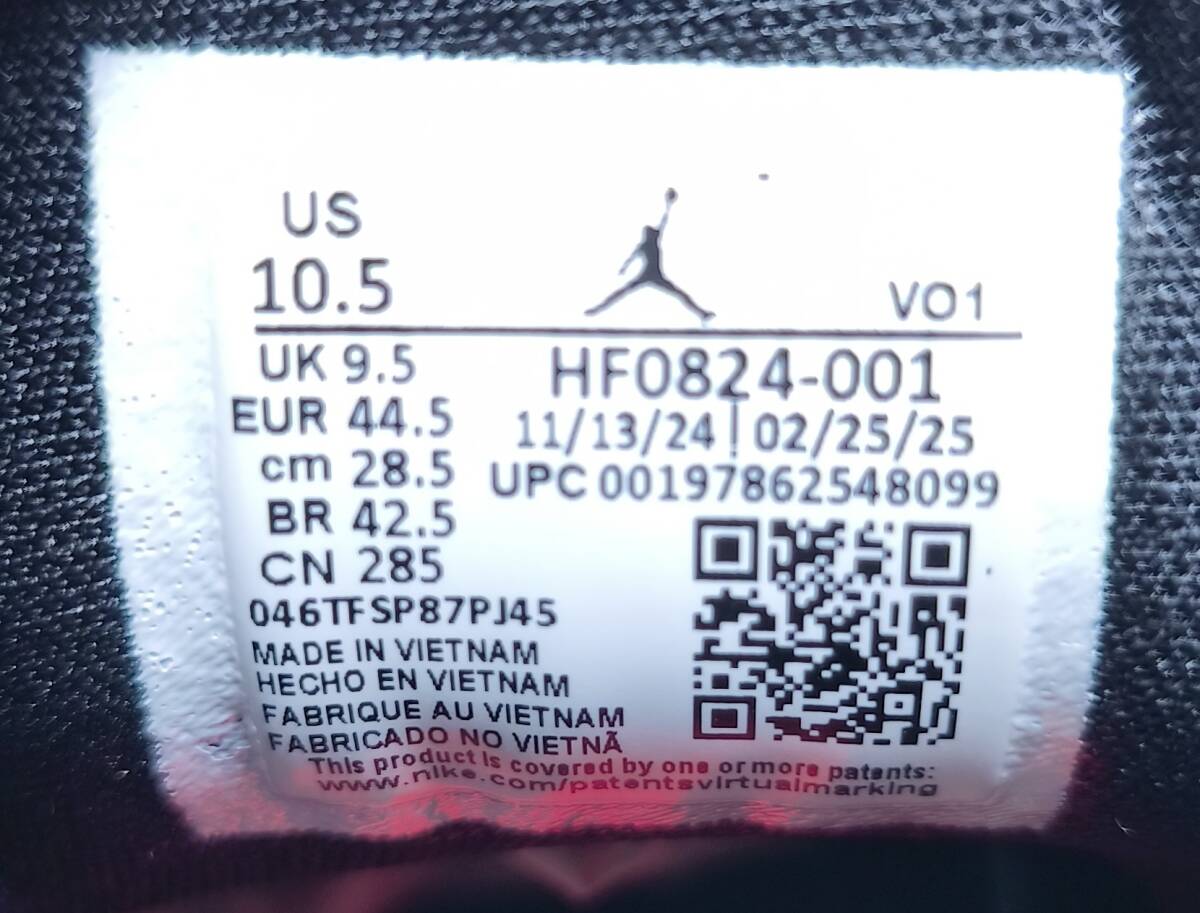 US
10.5
VO1
UK 9.5
EUR 44.5
cm 28.5
BR 42.5
CN 285
HF0824-001
11/13/24 | 02/25/25
UPC 00197862548099
046TFSP87PJ45
MADE IN VIETNAM
HECHO EN VIETNAM
FABRIQUE AU VIETNAM
FABRICADO NO VIETNÃ
This product is covered by one or more patents:
www.nike.com/patentsvirtualmarking